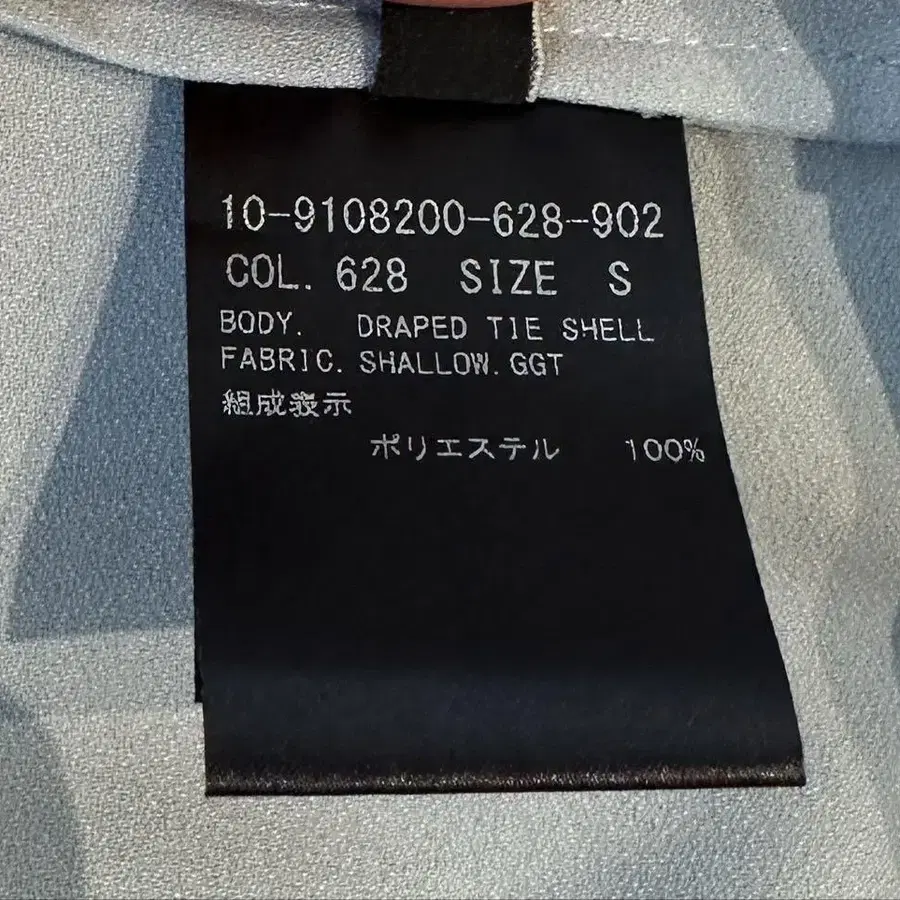 10-9108200-628-902
COL. 628 SIZE S
BODY. DRAPED TIE SHELL
FABRIC. SHALLOW.GGT
組成表示
ポリエステル 100%